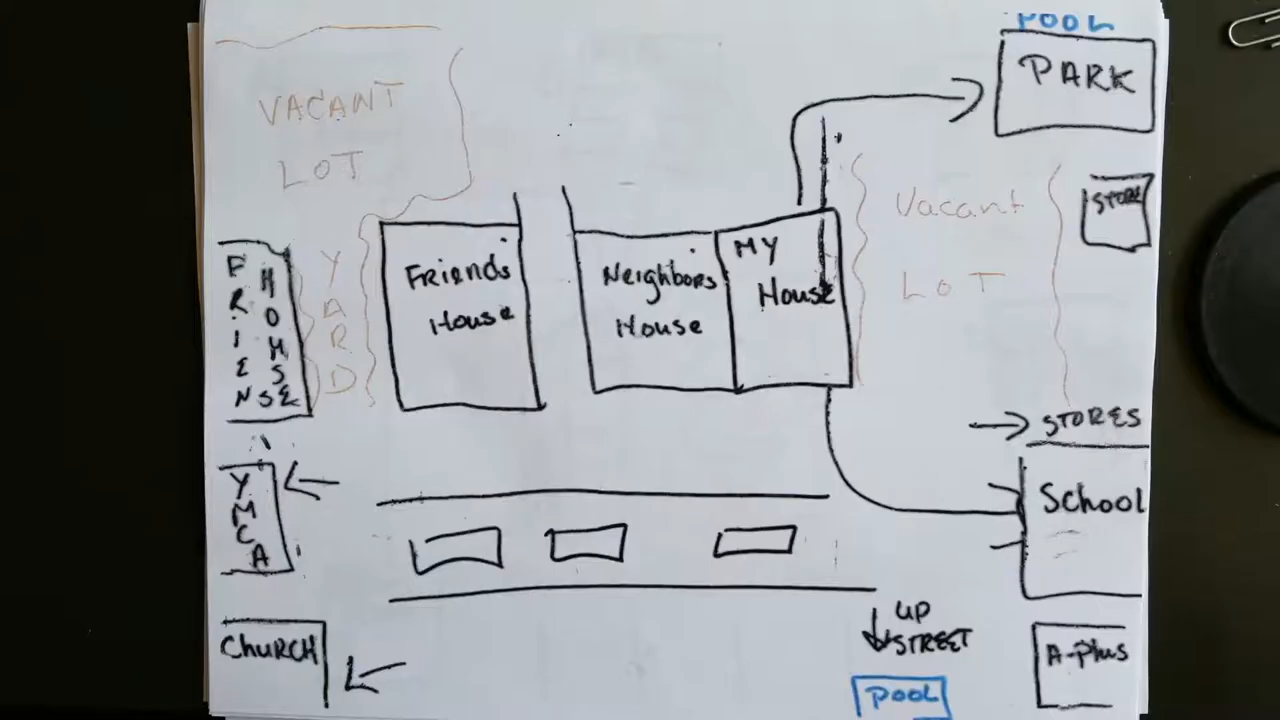 POOL
PARK
VACANT
LOT
STORE
Vacant
LOT
FRIEN
HOUSE
YARD
Friends
House
Neighbors
House
MY
House
STORES
YMCA
School
UP
STREET
CHURCH
A-Plus
POOL